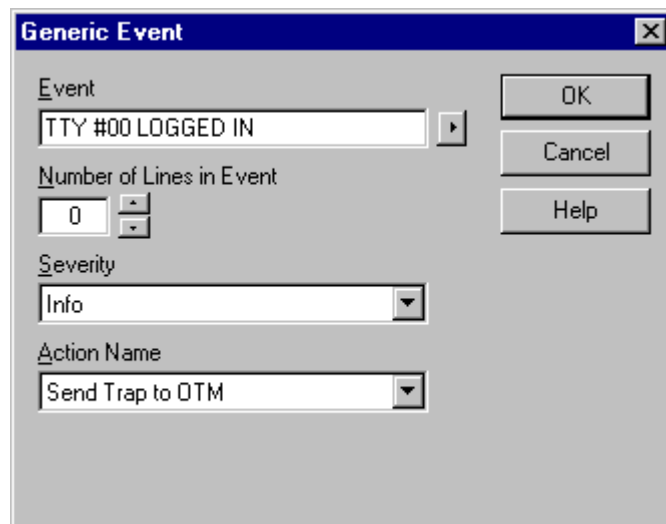 Generic Event
Event
TTY #00 LOGGED IN
Number of Lines in Event
0
Severity
Info
Action Name
Send Trap to OTM
OK
Cancel
Help